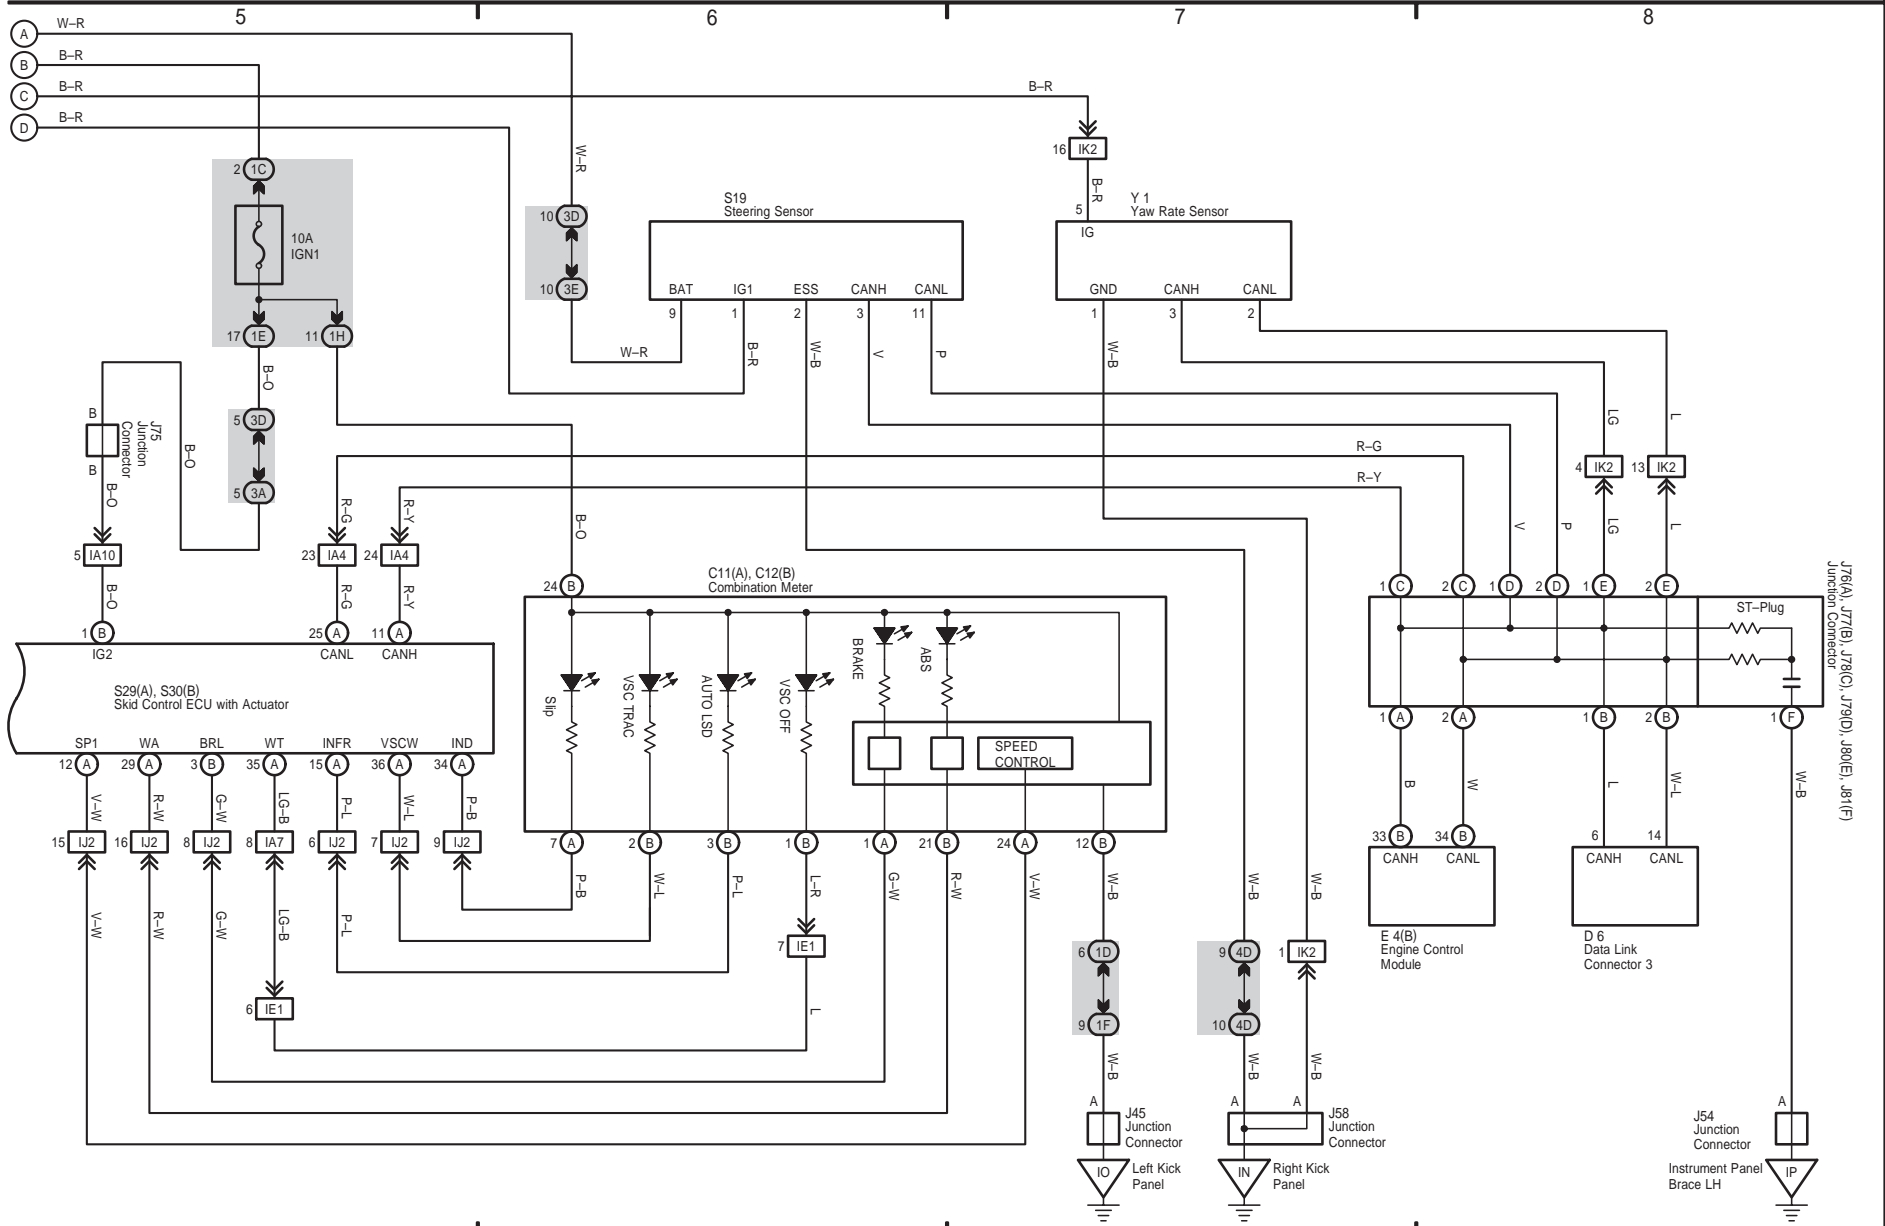 5
6
7
8
A
W–R
B
B–R
C
B–R
B–R
D
B–R
2
1C
10A
IGN1
17
1E
11
1H
B–O
5
3D
5
3A
B
B
J75
Junction
Connector
B–O
B–O
5
IA10
B–O
W–R
10
3D
10
3E
W–R
S19
Steering Sensor
BAT
IG1
ESS
CANH
CANL
9
1
2
3
11
B–R
W–B
V
P
16
IK2
B–R
5
Y 1
Yaw Rate Sensor
IG
GND
CANH
CANL
1
3
2
W–B
LG
L
R–G
R–Y
4
IK2
13
IK2
V
P
LG
L
R–G
R–Y
23
IA4
24
IA4
R–G
R–Y
B–O
1
B
25
A
11
A
IG2
CANL
CANH
S29(A), S30(B)
Skid Control ECU with Actuator
SP1
WA
BRL
WT
INFR
VSCW
IND
12
A
29
A
3
B
35
A
15
A
36
A
34
A
V–W
R–W
G–W
LG–B
P–L
W–L
P–B
15
IJ2
16
IJ2
8
IJ2
8
IA7
6
IJ2
7
IJ2
9
IJ2
V–W
R–W
G–W
LG–B
P–L
6
IE1
C11(A), C12(B)
Combination Meter
24
B
Slip
VSC TRAC
AUTO LSD
VSC OFF
BRAKE
ABS
SPEED
CONTROL
7
A
2
B
3
B
1
B
1
A
21
B
24
A
12
B
P–B
W–L
P–L
L–R
G–W
R–W
V–W
W–B
7
IE1
L
6
1D
9
1F
W–B
A
J45
Junction
Connector
IO
Left Kick
Panel
W–B
W–B
9
4D
10
4D
1
IK2
W–B
W–B
A
A
J58
Junction
Connector
IN
Right Kick
Panel
1
C
2
C
1
D
2
D
1
E
2
E
ST–Plug
J76(A), J77(B), J78(C), J79(D), J80(E), J81(F)
Junction Connector
1
A
2
A
1
B
2
B
1
F
B
W
L
W–L
W–B
33
B
34
B
6
14
CANH
CANL
CANH
CANL
E 4(B)
Engine Control
Module
D 6
Data Link
Connector 3
A
J54
Junction
Connector
Instrument Panel
Brace LH
IP